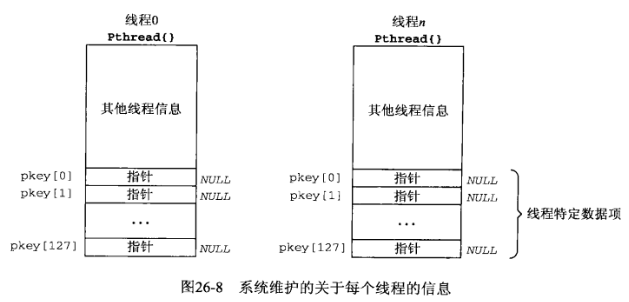 线程0
Pthread{}
其他线程信息
pkey[0] 指针 NULL
pkey[1] 指针 NULL
...
pkey[127] 指针 NULL
线程n
Pthread{}
其他线程信息
pkey[0] 指针 NULL
pkey[1] 指针 NULL
...
pkey[127] 指针 NULL
线程特定数据项
图26-8 系统维护的关于每个线程的信息